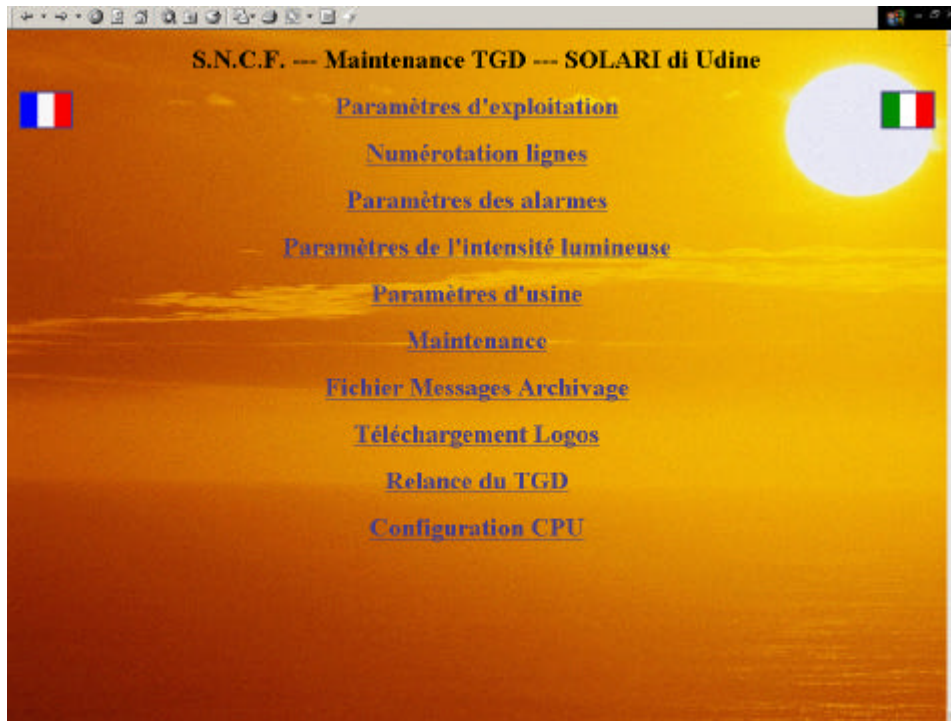 S.N.C.F. --- Maintenance TGD --- SOLARI di Udine
Paramètres d'exploitation
Numérotation lignes
Paramètres des alarmes
Paramètres de l'intensité lumineuse
Paramètres d'usine
Maintenance
Fichier Messages Archivage
Téléchargement Logos
Relance du TGD
Configuration CPU